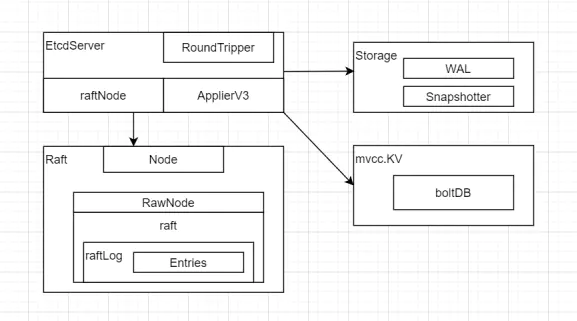 EtcdServer
RoundTripper
raftNode
ApplierV3
Storage
WAL
Snapshotter
Raft
Node
RawNode
raft
raftLog
Entries
mvcc.KV
boltDB